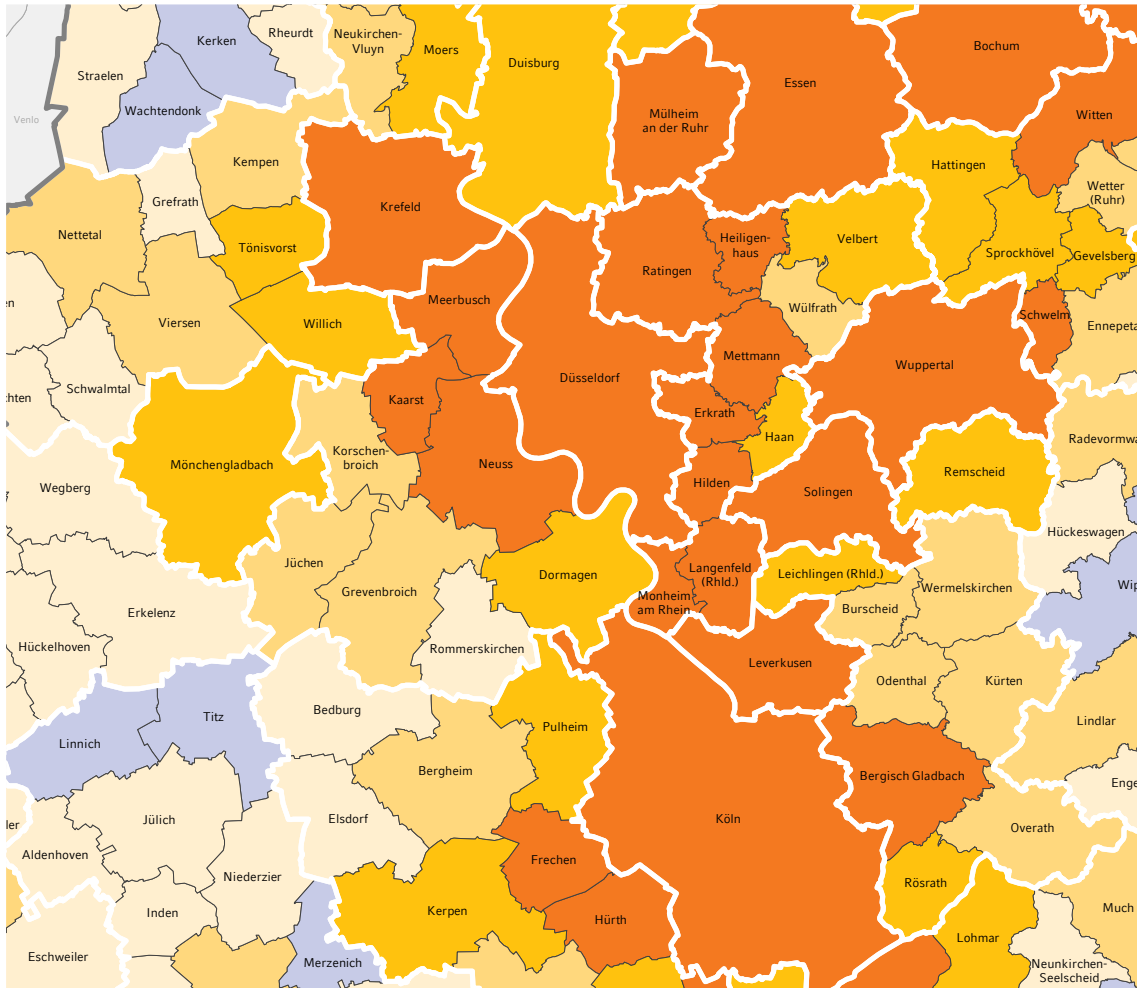 Kerken
Rheurdt
Neukirchen-
Vluyn
Moers
Duisburg
Bochum
Straelen
Essen
Wachtendonk
Venlo
Mülheim
an der Ruhr
Witten
Kempen
Hattingen
Wetter
(Ruhr)
Grefrath
Krefeld
Nettetal
Tönisvorst
Heiligen-
haus
Velbert
Sprockhövel
Gevelsberg
Ratingen
en
Meerbusch
Viersen
Willich
Wülfrath
Schwelm
Ennepeta
Mettmann
Wuppertal
Düsseldorf
Schwalmtal
chten
Kaarst
Erkrath
Haan
Radevormwa
Korschen-
broich
Mönchengladbach
Neuss
Remscheid
Wegberg
Hilden
Solingen
Hückeswagen
Jüchen
Dormagen
Langenfeld
(Rhld.)
Leichlingen (Rhld.)
Wip
Grevenbroich
Monheim
am Rhein
Burscheid
Wermelskirchen
Erkelenz
Hückelhoven
Rommerskirchen
Leverkusen
Odenthal
Kürten
Bedburg
Titz
Linnich
Pulheim
Lindlar
Bergheim
Bergisch Gladbach
Enge
Jülich
Elsdorf
Köln
ler
Overath
Aldenhoven
Frechen
Niederzier
Rösrath
Inden
Kerpen
Hürth
Much
Lohmar
Eschweiler
Merzenich
Neunkirchen-
Seelscheid